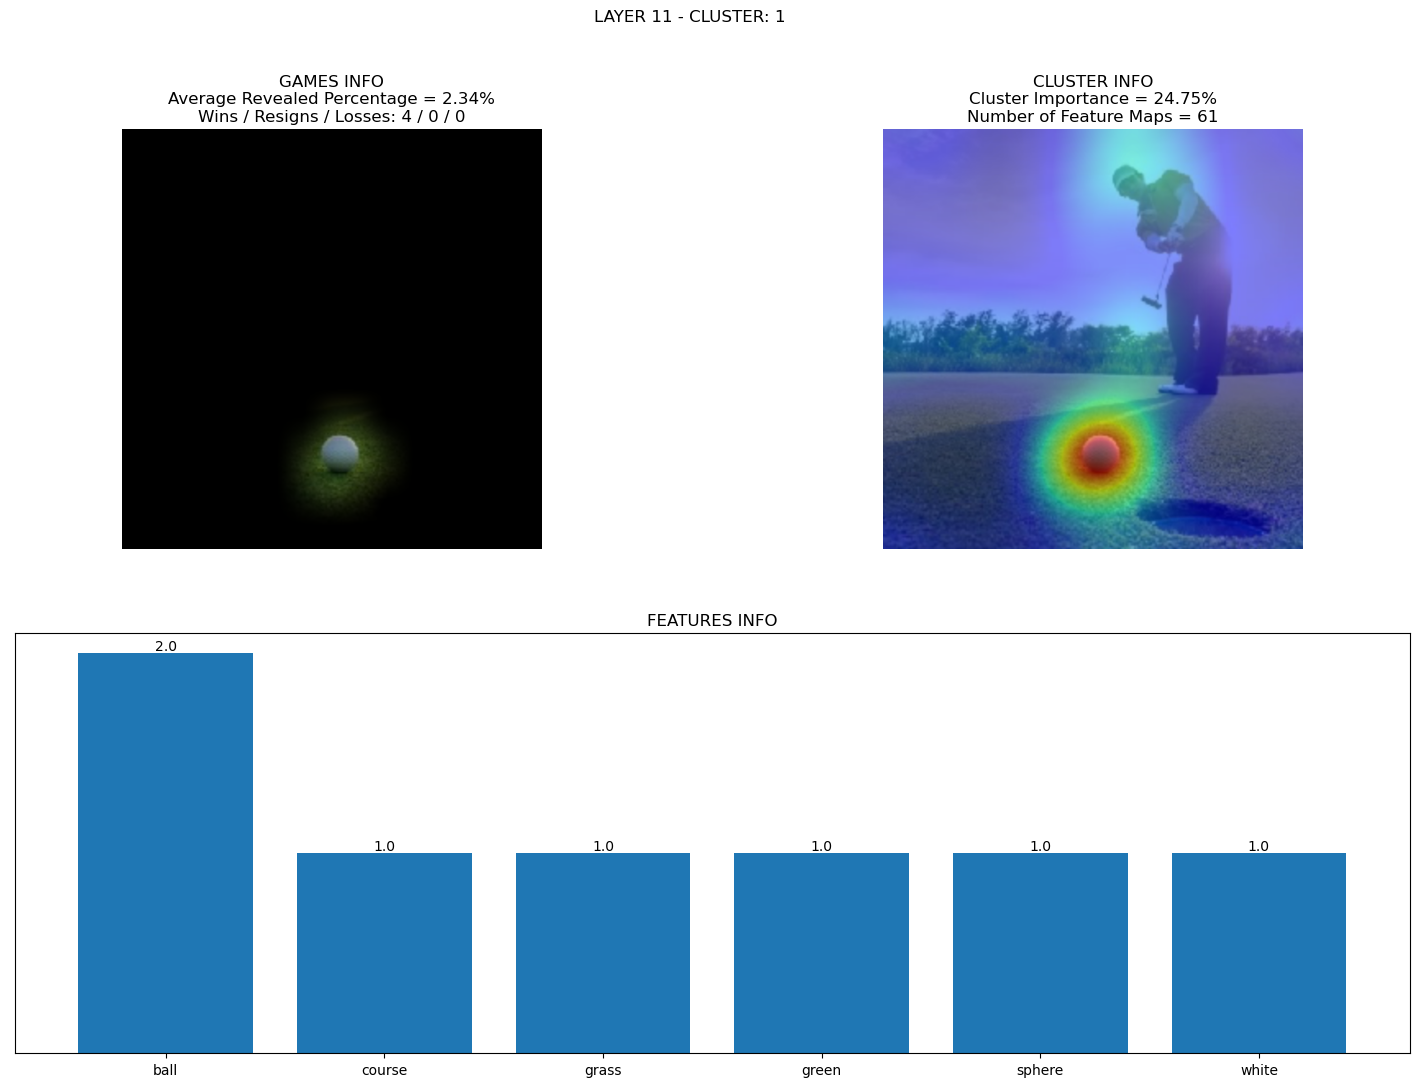 LAYER 11 - CLUSTER: 1
GAMES INFO
Average Revealed Percentage = 2.34%
Wins / Resigns / Losses: 4 / 0 / 0
CLUSTER INFO
Cluster Importance = 24.75%
Number of Feature Maps = 61
FEATURES INFO
2.0
1.0
1.0
1.0
1.0
1.0
ball
course
grass
green
sphere
white